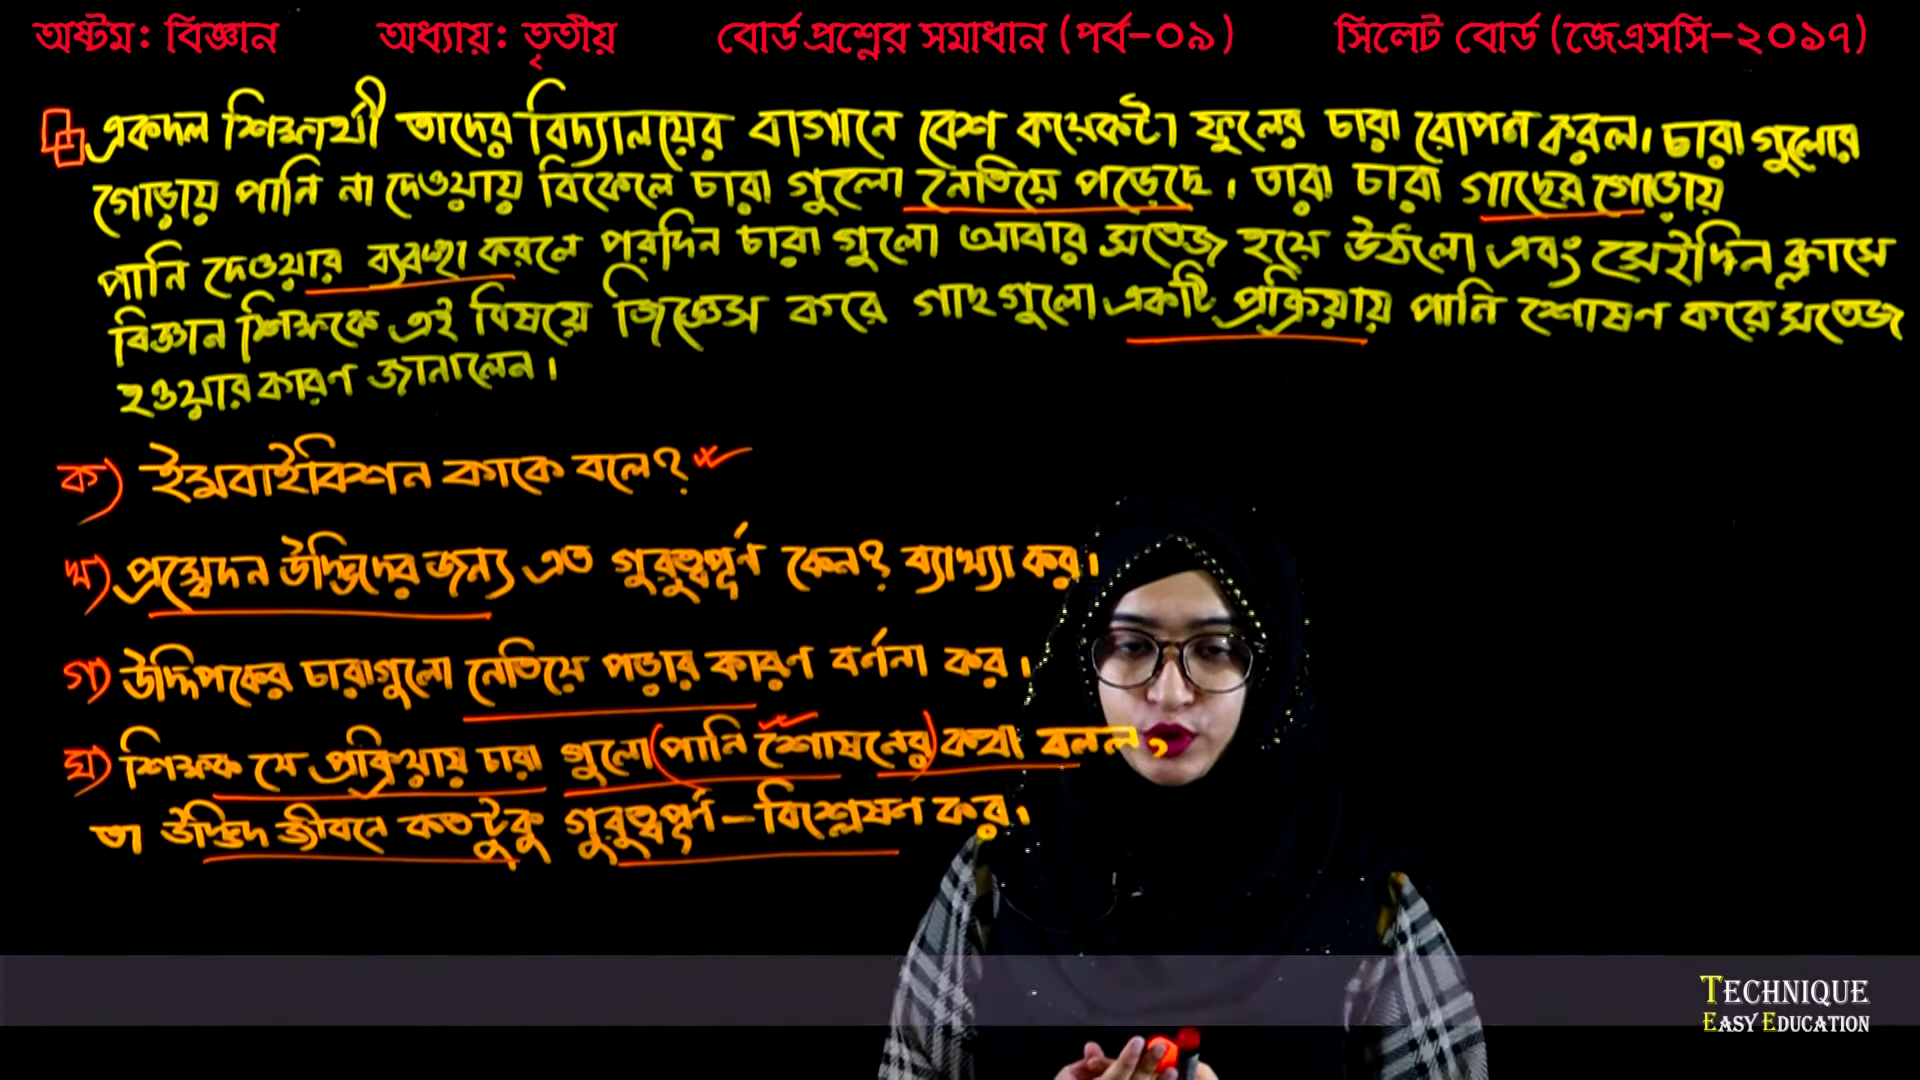 অষ্টম: বিজ্ঞান অধ্যায়: তৃতীয় বোর্ড প্রশ্নের সমাধান (পর্ব-০৯) সিলেট বোর্ড (জেএসসি-২০১৭)
একদল শিক্ষার্থী তাদের বিদ্যালয়ের বাগানে বেশ কয়েকটা ফুলের চারা রোপন করল। চারা গুলোর
গোড়ায় পানি না দেওয়ায় বিকেলে চারা গুলো নেতিয়ে পড়েছে। তারা চারা গাছের গোড়ায়
পানি দেওয়ার ব্যবস্থা করলে পরদিন চারা গুলো আবার সতেজ হয়ে উঠলো এবং সেইদিন ক্লাসে
বিজ্ঞান শিক্ষকে এই বিষয়ে জিজ্ঞেস করে গাছগুলো একটি প্রক্রিয়ায় পানি শোষণ করে সতেজ
হওয়ার কারণ জানালেন।
ক) ইমবাইবিশন কাকে বলে?
খ) প্রস্বেদন উদ্ভিদের জন্য এত গুরুত্বপূর্ণ কেন? ব্যাখ্যা কর।
গ) উদ্দিপকের চারাগুলো নেতিয়ে পড়ার কারণ বর্ণনা কর।
ঘ) শিক্ষক যে প্রক্রিয়ায় চারা গুলো (পানি শোষনের) কথা বলল,
তা উদ্ভিদ জীবনে কতটুকু গুরুত্বপূর্ণ - বিশ্লেষণ কর।
TECHNIQUE
EASY EDUCATION